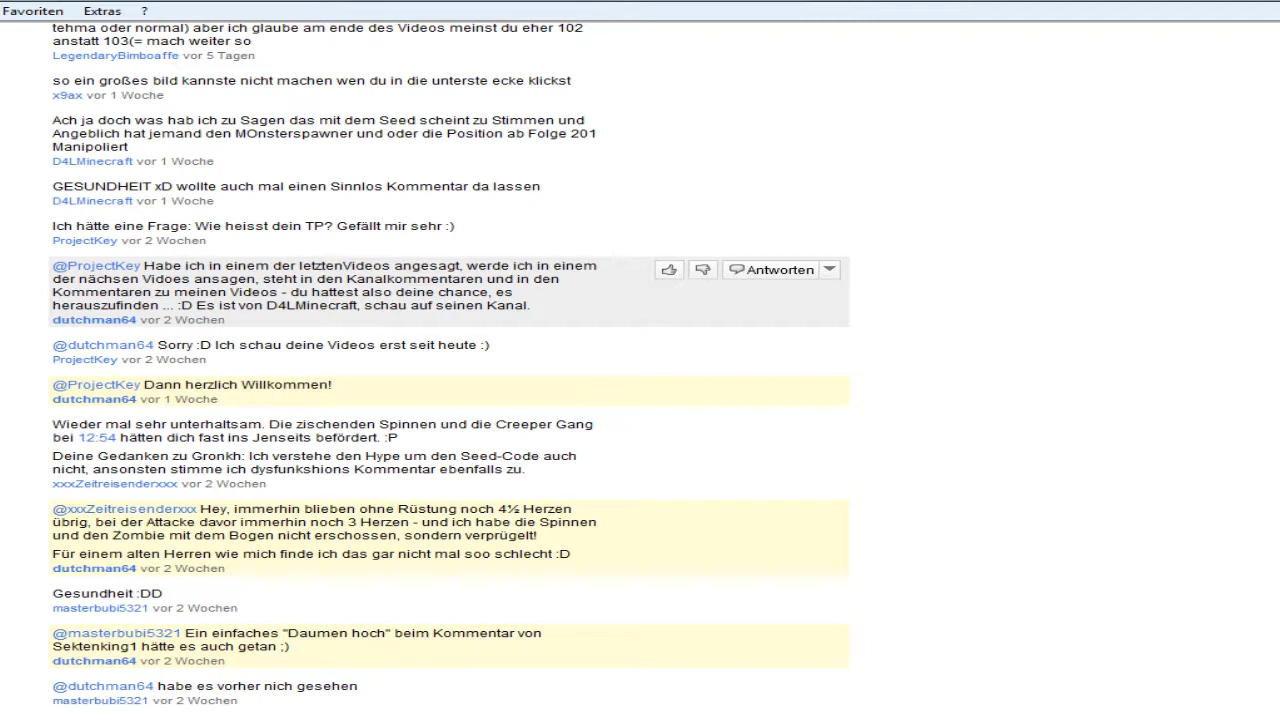 Favoriten Extras ?
tehma oder normal) aber ich glaube am ende des Videos meinst du eher 102
anstatt 103(= mach weiter so
LegendaryBimboaffe vor 5 Tagen
so ein großes bild kannste nicht machen wen du in die unterste ecke klickst
x9ax vor 1 Woche
Ach ja doch was hab ich zu Sagen das mit dem Seed scheint zu Stimmen und
Angeblich hat jemand den MOnsterspawner und oder die Position ab Folge 201
Manipoliert
D4LMinecraft vor 1 Woche
GESUNDHEIT xD wollte auch mal einen Sinnlos Kommentar da lassen
D4LMinecraft vor 1 Woche
Ich hätte eine Frage: Wie heisst dein TP? Gefällt mir sehr :)
ProjectKey vor 2 Wochen
@ProjectKey Habe ich in einem der letztenVideos angesagt, werde ich in einem
der nächsen Vidoes ansagen, steht in den Kanalkommentaren und in den
Kommentaren zu meinen Videos - du hattest also deine chance, es
herauszufinden ... :D Es ist von D4LMinecraft, schau auf seinen Kanal.
dutchman64 vor 2 Wochen
Antworten
@dutchman64 Sorry :D Ich schau deine Videos erst seit heute :)
ProjectKey vor 2 Wochen
@ProjectKey Dann herzlich Willkommen!
dutchman64 vor 1 Woche
Wieder mal sehr unterhaltsam. Die zischenden Spinnen und die Creeper Gang
bei 12:54 hätten dich fast ins Jenseits befördert. :P
Deine Gedanken zu Gronkh: Ich verstehe den Hype um den Seed-Code auch
nicht, ansonsten stimme ich dysfunkshions Kommentar ebenfalls zu.
xxxZeitreisenderxxx vor 2 Wochen
@xxxZeitreisenderxxx Hey, immerhin blieben ohne Rüstung noch 4½ Herzen
übrig, bei der Attacke davor immerhin noch 3 Herzen - und ich habe die Spinnen
und den Zombie mit dem Bogen nicht erschossen, sondern verprügelt!
Für einem alten Herren wie mich finde ich das gar nicht mal soo schlecht :D
dutchman64 vor 2 Wochen
Gesundheit :DD
masterbubi5321 vor 2 Wochen
@masterbubi5321 Ein einfaches "Daumen hoch" beim Kommentar von
Sektenking1 hätte es auch getan ;)
dutchman64 vor 2 Wochen
@dutchman64 habe es vorher nich gesehen
masterbubi5321 vor 2 Wochen